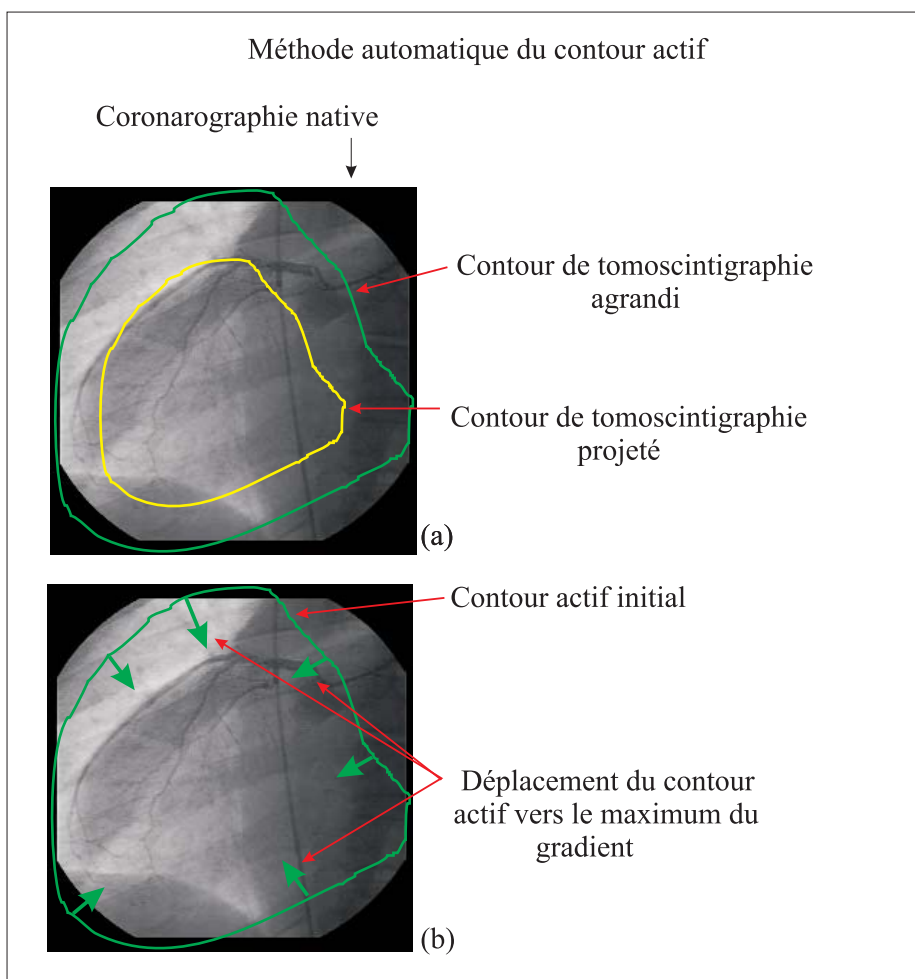 Méthode automatique du contour actif
Coronarographie native
Contour de tomoscintigraphie
agrandi
Contour de tomoscintigraphie
projeté
(a)
Contour actif initial
Déplacement du contour
actif vers le maximum du
gradient
(b)